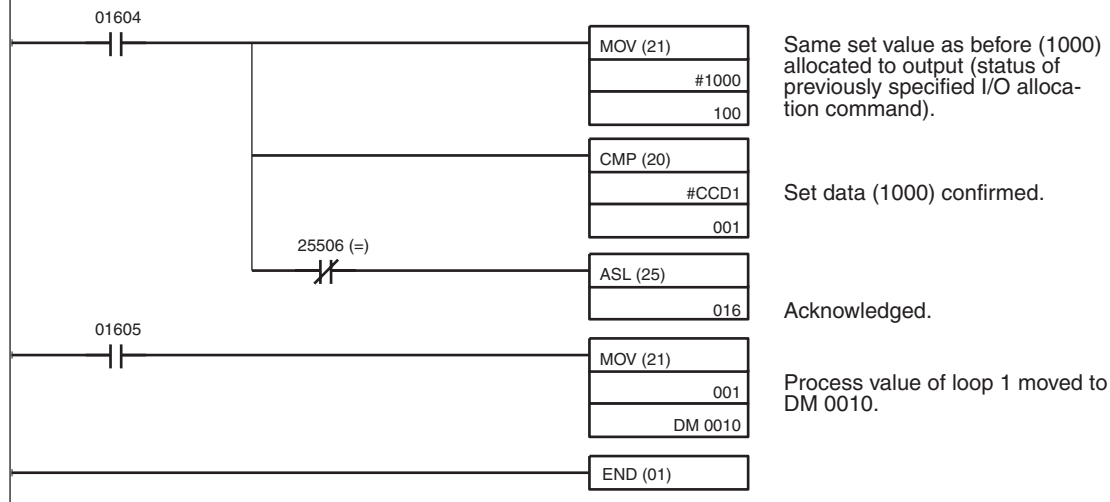 01604
MOV (21)
#1000
100
Same set value as before (1000)
allocated to output (status of
previously specified I/O alloca-
tion command).
CMP (20)
#CCD1
001
Set data (1000) confirmed.
25506 (=)
ASL (25)
016
Acknowledged.
01605
MOV (21)
001
DM 0010
Process value of loop 1 moved to
DM 0010.
END (01)